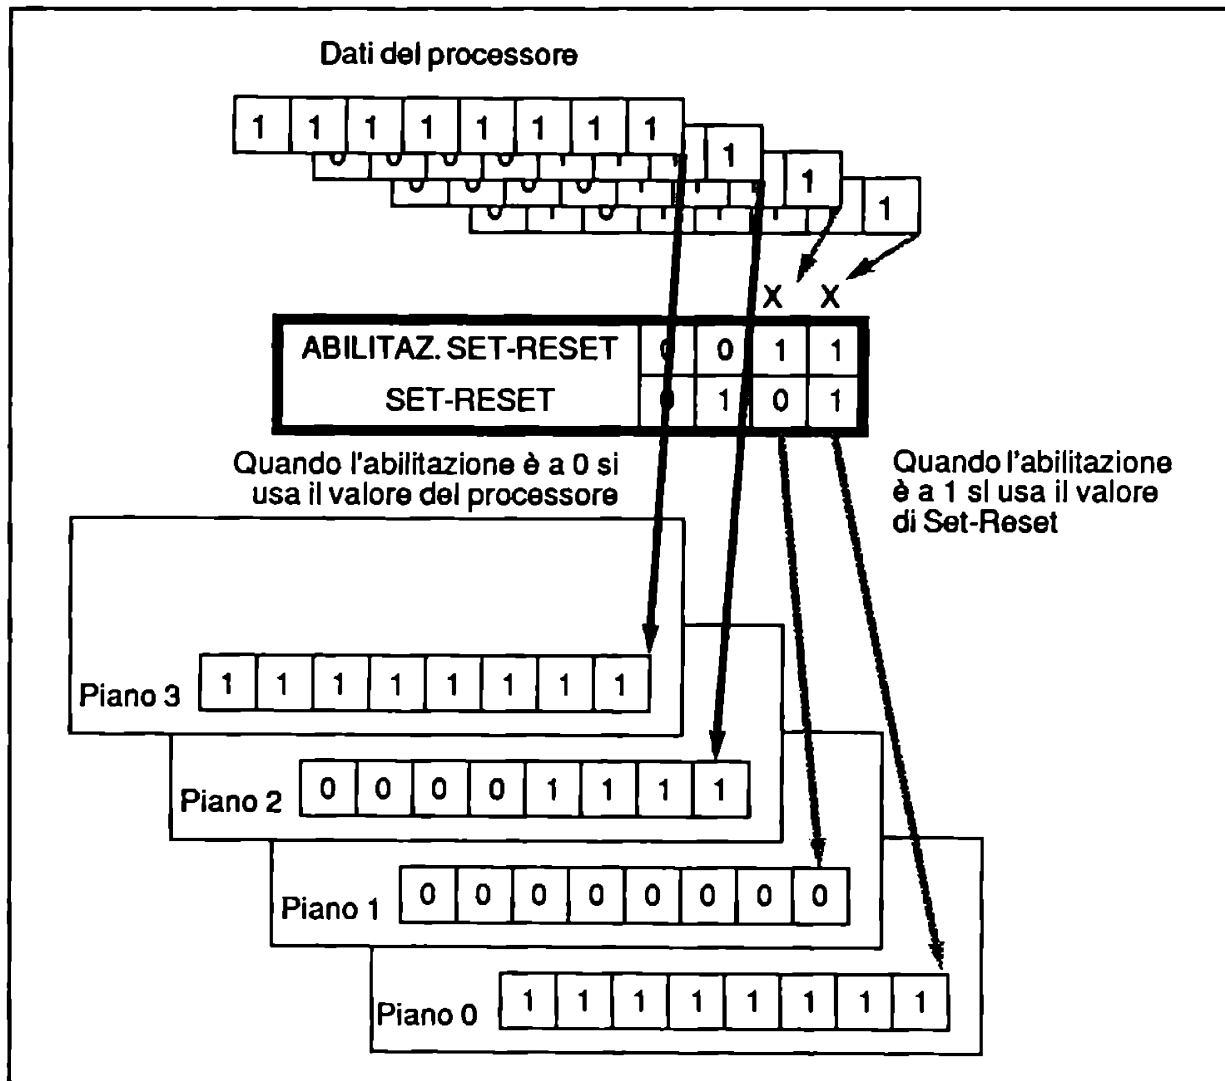 Dati del processore
1 1 1 1 1 1 1 1
1
1
1
X X
ABILITAZ. SET-RESET 0 0 1 1
SET-RESET 0 1 0 1
Quando l'abilitazione è a 0 si
usa il valore del processore
Quando l'abilitazione
è a 1 si usa il valore
di Set-Reset
Piano 3 1 1 1 1 1 1 1 1
Piano 2 0 0 0 0 1 1 1 1
Piano 1 0 0 0 0 0 0 0 0
Piano 0 1 1 1 1 1 1 1 1